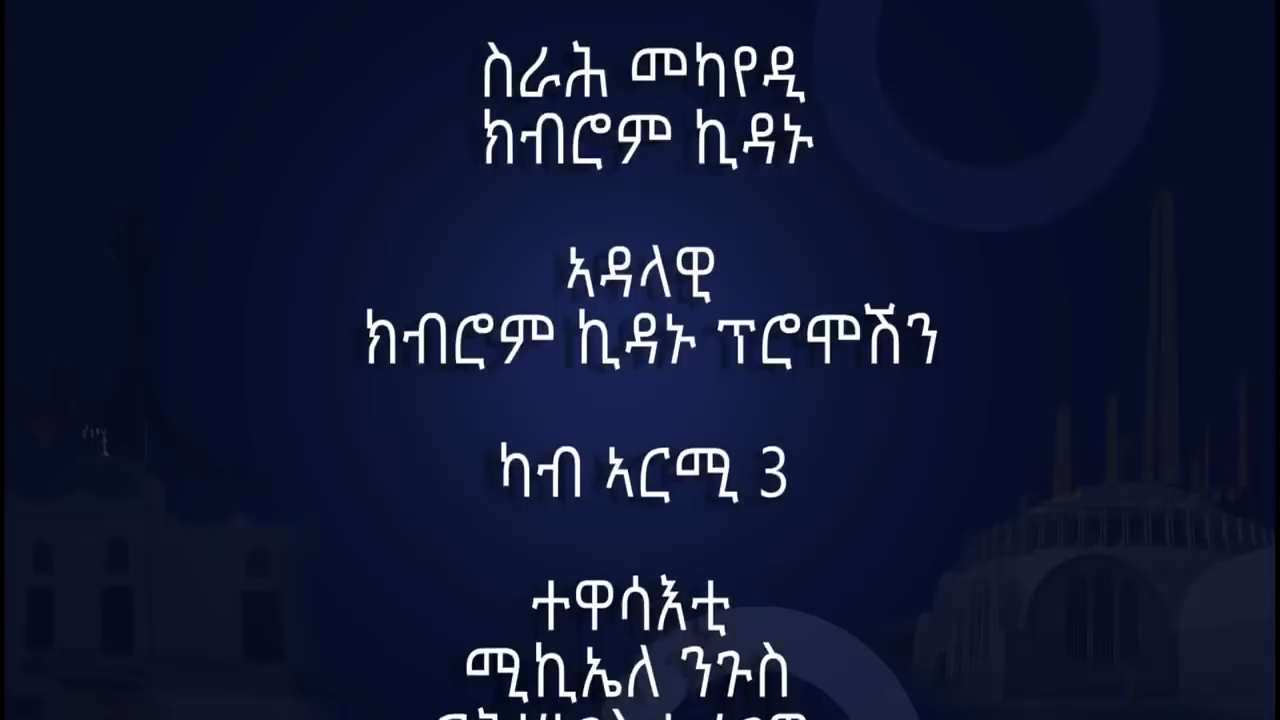 ስራሕ መካየዲ
ክብሮም ኪዳኑ
ኣዳላዊ
ክብሮም ኪዳኑ ፕሮሞሽን
ካብ ኣርሚ 3
ተዋሳእቲ
ሚኪኤለ ንጉስ